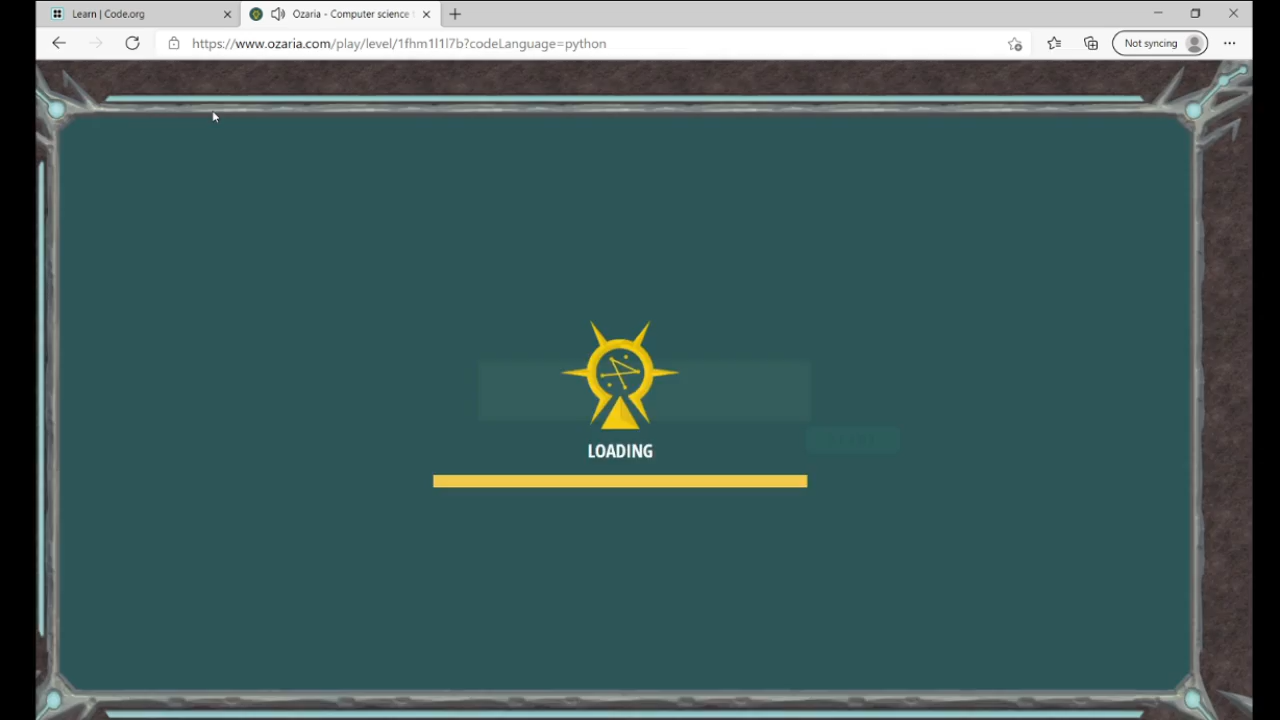 Learn | Code.org
Ozaria - Computer science
https://www.ozaria.com/play/level/1fhm1l1l7b?codeLanguage=python
Not syncing
LOADING